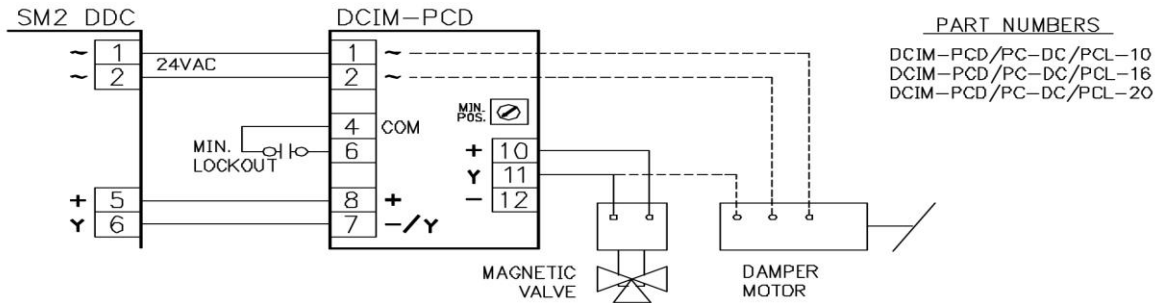 SM2 DDC
DCIM-PCD
PART NUMBERS
DCIM-PCD/PC-DC/PCL-10
DCIM-PCD/PC-DC/PCL-16
DCIM-PCD/PC-DC/PCL-20
~ 1
24VAC
1 ~
~ 2
2 ~
MIN.
POS.
4 COM
MIN.
LOCKOUT
6
+ 10
Y 11
- 12
+ 5
8 +
Y 6
7 -/Y
MAGNETIC
VALVE
DAMPER
MOTOR